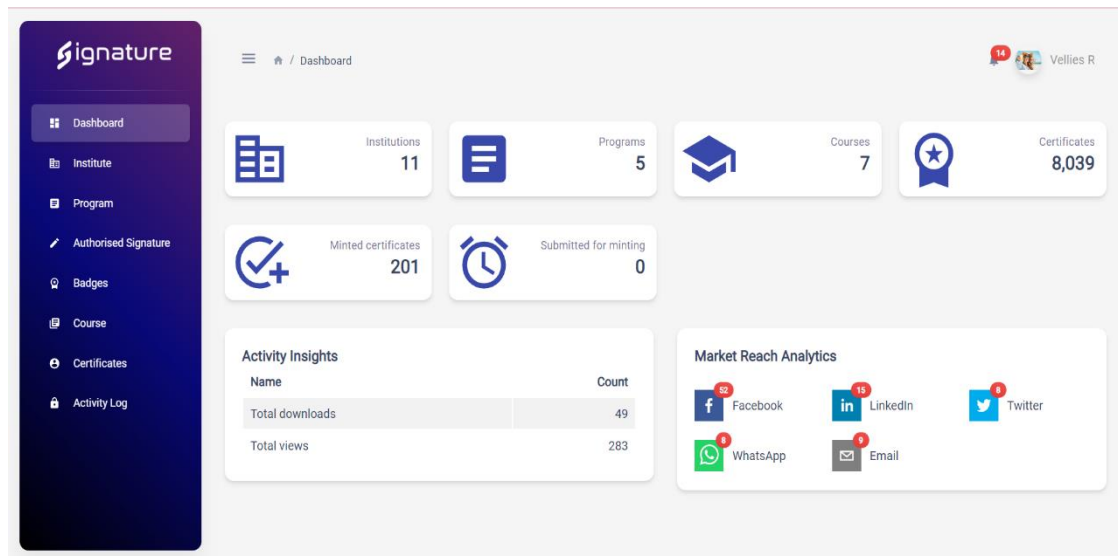 Signature
Dashboard
Institute
Program
Authorised Signature
Badges
Course
Certificates
Activity Log
/ Dashboard
14
Vellies R
Institutions
11
Programs
5
Courses
7
Certificates
8,039
Minted certificates
201
Submitted for minting
0
Activity Insights
Name Count
Total downloads 49
Total views 283
Market Reach Analytics
52
f Facebook
15
in LinkedIn
8
Twitter
8
WhatsApp
9
Email